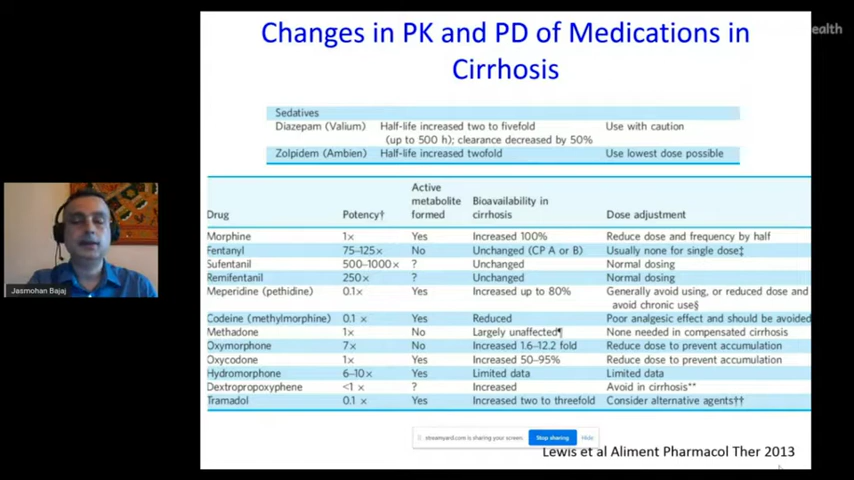 Changes in PK and PD of Medications in
Cirrhosis
ealth
Sedatives
Diazepam (Valium) Half-life increased two to fivefold Use with caution
(up to 500 h); clearance decreased by 50%
Zolpidem (Ambien) Half-life increased twofold Use lowest dose possible
Active
metabolite Bioavailability in
Drug Potency† formed cirrhosis Dose adjustment
Morphine 1× Yes Increased 100% Reduce dose and frequency by half
Fentanyl 75–125× No Unchanged (CP A or B) Usually none for single dose‡
Sufentanil 500–1000× ? Unchanged Normal dosing
Remifentanil 250× ? Unchanged Normal dosing
Meperidine (pethidine) 0.1× Yes Increased up to 80% Generally avoid using, or reduced dose and
avoid chronic use§
Codeine (methylmorphine) 0.1 × Yes Reduced Poor analgesic effect and should be avoided
Methadone 1× No Largely unaffected¶ None needed in compensated cirrhosis
Oxymorphone 7× No Increased 1.6–12.2 fold Reduce dose to prevent accumulation
Oxycodone 1× Yes Increased 50–95% Reduce dose to prevent accumulation
Hydromorphone 6–10× Yes Limited data Limited data
Dextropropoxyphene <1 × ? Increased Avoid in cirrhosis**
Tramadol 0.1 × Yes Increased two to threefold Consider alternative agents††
streamyard.com is sharing your screen. Stop sharing Hide
Lewis et al Aliment Pharmacol Ther 2013
Jasmohan Bajaj